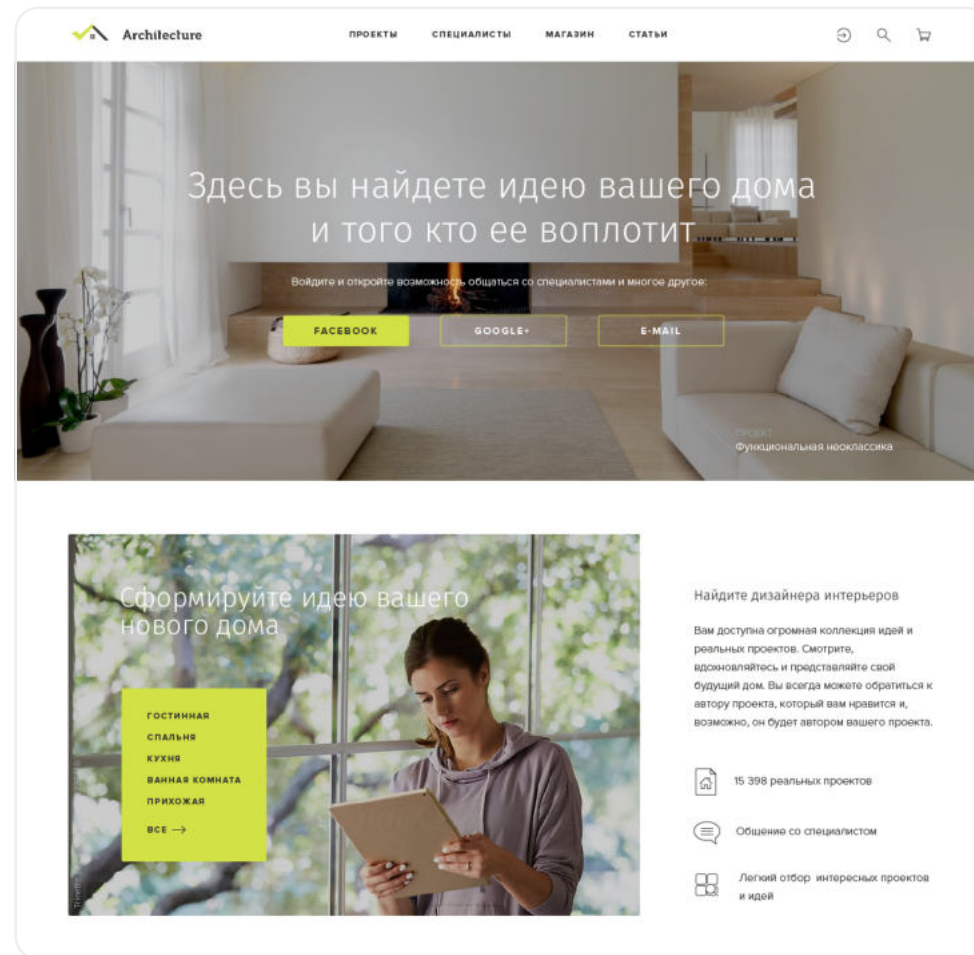 Architecture
ПРОЕКТЫ СПЕЦИАЛИСТЫ МАГАЗИН СТАТЬИ
Здесь вы найдете идею вашего дома
и того кто ее воплотит
Войдите и откройте возможность общаться со специалистами и многое другое:
FACEBOOK GOOGLE+ E-MAIL
ПРОЕКТ
Функциональная неоклассика
Сформируйте идею вашего
нового дома
ГОСТИННАЯ
СПАЛЬНЯ
КУХНЯ
ВАННАЯ КОМНАТА
ПРИХОЖАЯ
ВСЕ →
Найдите дизайнера интерьеров
Вам доступна огромная коллекция идей и
реальных проектов. Смотрите,
вдохновляйтесь и представляйте свой
будущий дом. Вы всегда можете обратиться к
автору проекта, который вам нравится и,
возможно, он будет автором вашего проекта.
15 398 реальных проектов
Общение со специалистом
Легкий отбор интересных проектов
и идей